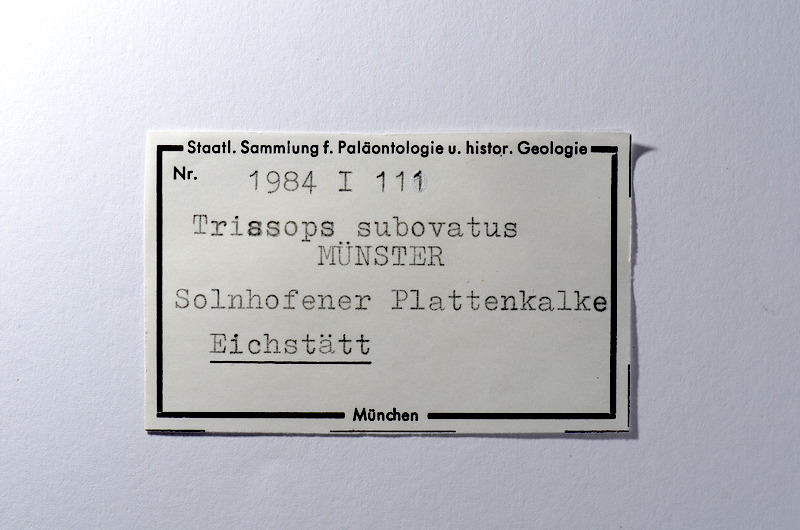 Staatl. Sammlung f. Paläontologie u. histor. Geologie
Nr. 1984 I 111
Trissops subovatus
MÜNSTER
Solnhofener Plattenkalke
Eichstätt
München